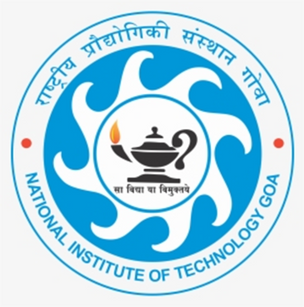 राष्ट्रीय प्रौद्योगिकी संस्थान गोवा
सा विद्या या विमुक्तये
NATIONAL INSTITUTE OF TECHNOLOGY GOA